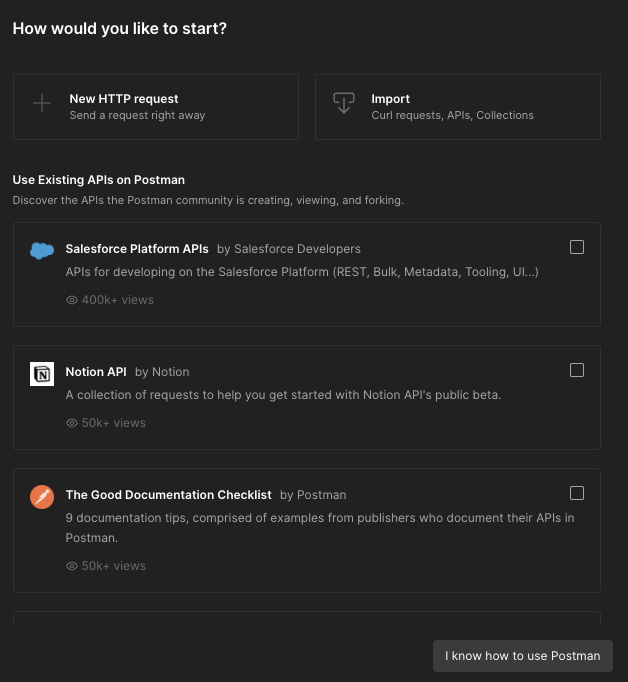 How would you like to start?
New HTTP request
Send a request right away
Import
Curl requests, APIs, Collections
Use Existing APIs on Postman
Discover the APIs the Postman community is creating, viewing, and forking.
Salesforce Platform APIs by Salesforce Developers
APIs for developing on the Salesforce Platform (REST, Bulk, Metadata, Tooling, UI...)
400k+ views
Notion API by Notion
A collection of requests to help you get started with Notion API's public beta.
50k+ views
The Good Documentation Checklist by Postman
9 documentation tips, comprised of examples from publishers who document their APIs in
Postman.
50k+ views
I know how to use Postman